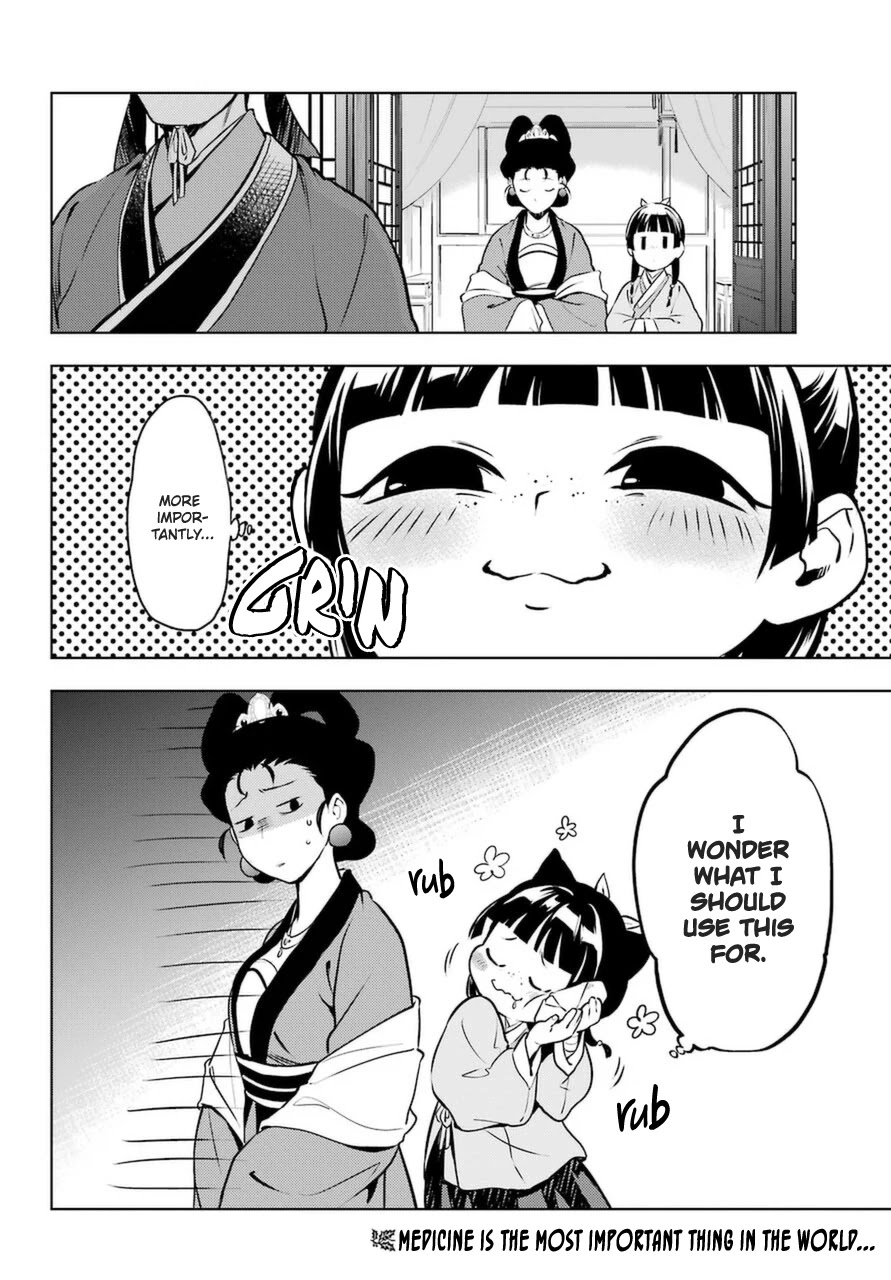 MORE
IMPOR-
TANTLY...
GRIN
I
WONDER
WHAT I
SHOULD
USE THIS
FOR.
rub
rub
MEDICINE IS THE MOST IMPORTANT THING IN THE WORLD...